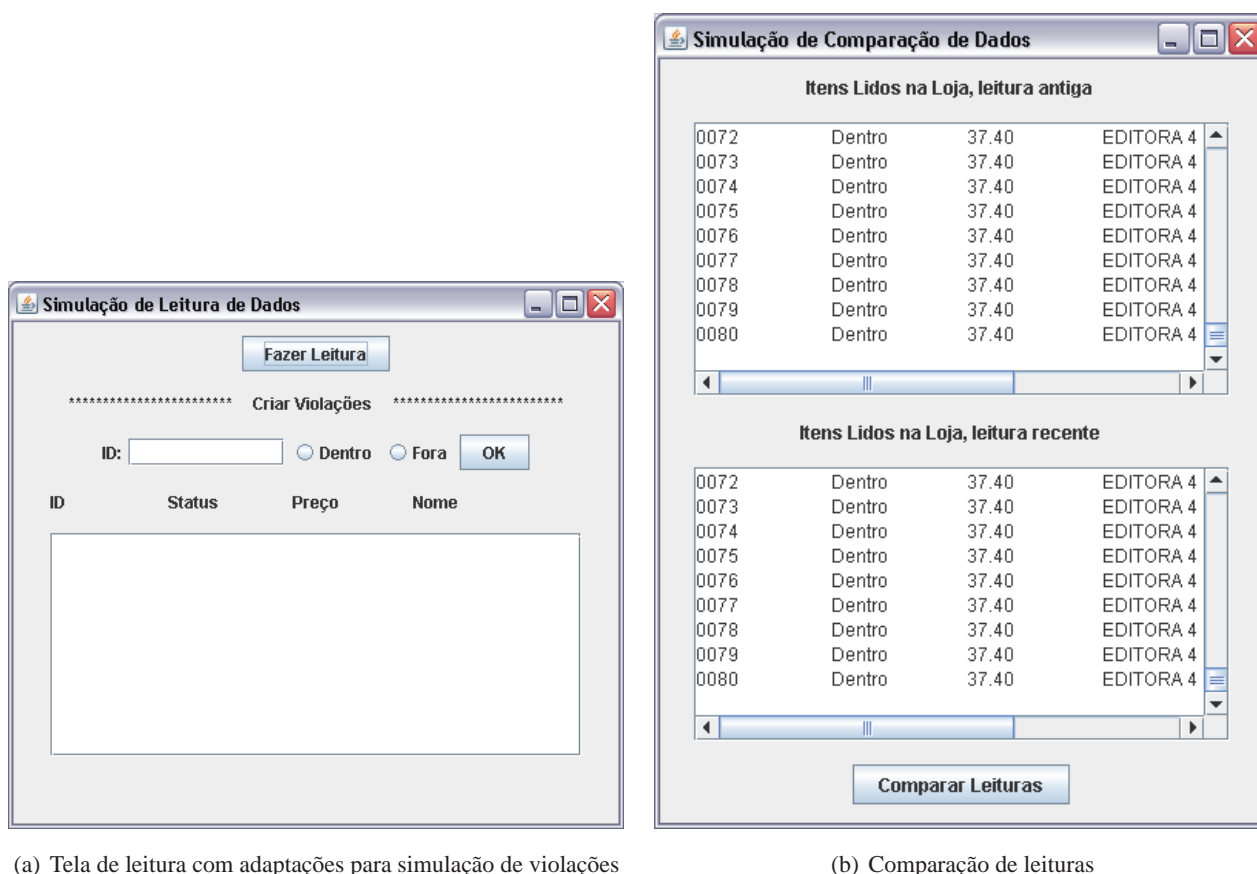 Simulação de Leitura de Dados
Fazer Leitura
************************ Criar Violações *************************
ID: Dentro Fora OK
ID Status Preço Nome
(a) Tela de leitura com adaptações para simulação de violações
Simulação de Comparação de Dados
Itens Lidos na Loja, leitura antiga
0072 Dentro 37.40 EDITORA 4
0073 Dentro 37.40 EDITORA 4
0074 Dentro 37.40 EDITORA 4
0075 Dentro 37.40 EDITORA 4
0076 Dentro 37.40 EDITORA 4
0077 Dentro 37.40 EDITORA 4
0078 Dentro 37.40 EDITORA 4
0079 Dentro 37.40 EDITORA 4
0080 Dentro 37.40 EDITORA 4
Itens Lidos na Loja, leitura recente
0072 Dentro 37.40 EDITORA 4
0073 Dentro 37.40 EDITORA 4
0074 Dentro 37.40 EDITORA 4
0075 Dentro 37.40 EDITORA 4
0076 Dentro 37.40 EDITORA 4
0077 Dentro 37.40 EDITORA 4
0078 Dentro 37.40 EDITORA 4
0079 Dentro 37.40 EDITORA 4
0080 Dentro 37.40 EDITORA 4
Comparar Leituras
(b) Comparação de leituras